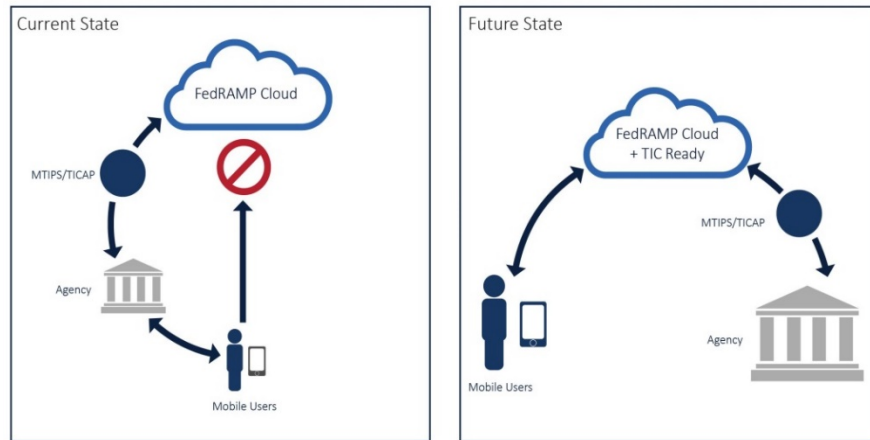 Current State
FedRAMP Cloud
MTIPS/TICAP
Agency
Mobile Users
Future State
FedRAMP Cloud
+ TIC Ready
MTIPS/TICAP
Agency
Mobile Users